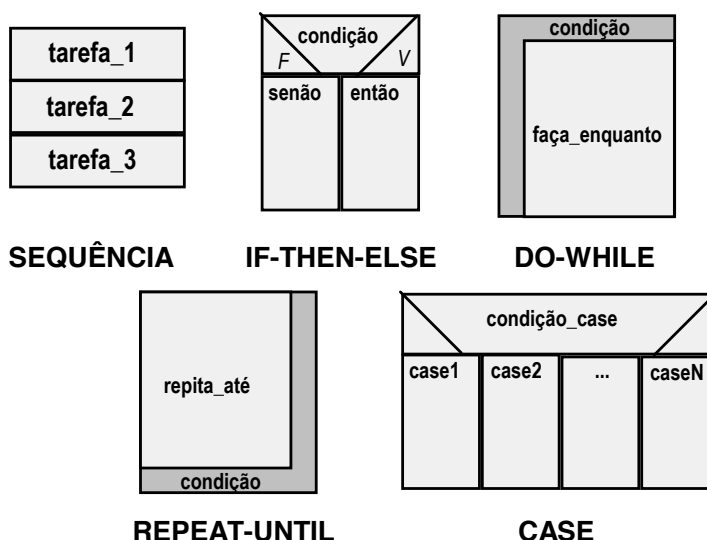 tarefa_1
tarefa_2
tarefa_3
SEQUÊNCIA
condição
F
V
senão
então
IF-THEN-ELSE
condição
faça_enquanto
DO-WHILE
repita_até
condição
REPEAT-UNTIL
condição_case
case1
case2
...
caseN
CASE